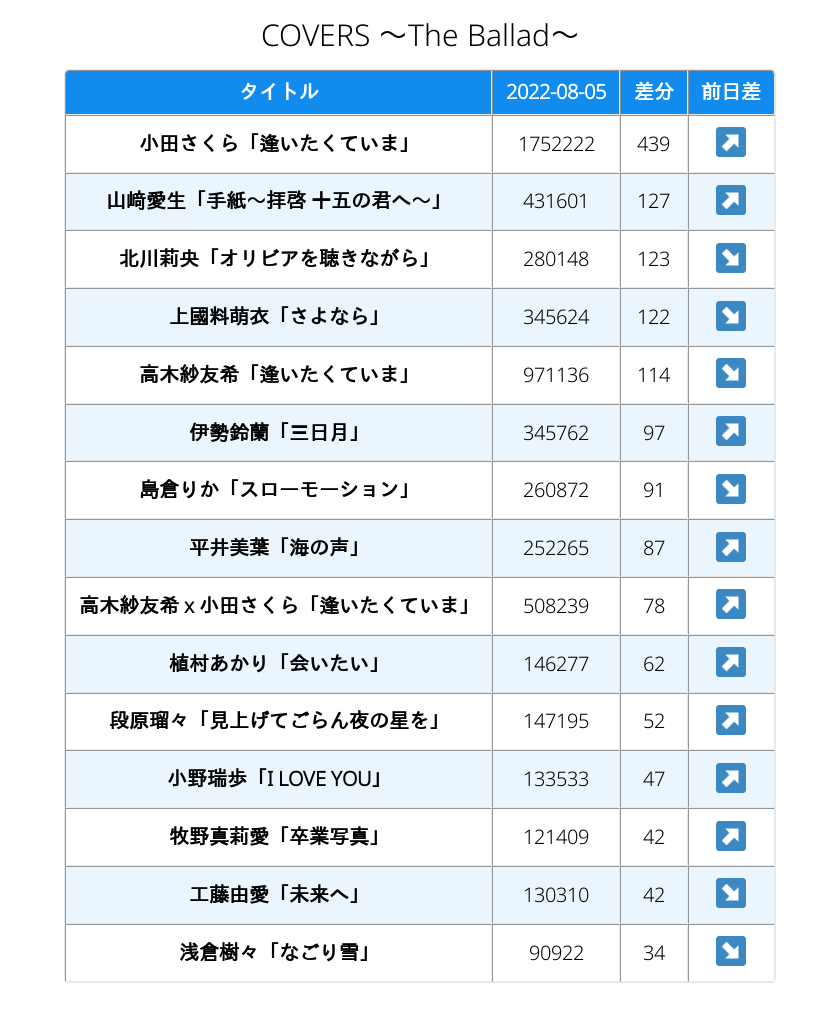 COVERS ～The Ballad～
タイトル 2022-08-05 差分 前日差
小田さくら「逢いたくていま」 1752222 439 ↗
山﨑愛生「手紙～拝啓 十五の君へ～」 431601 127 ↗
北川莉央「オリビアを聴きながら」 280148 123 ↘
上國料萌衣「さよなら」 345624 122 ↘
高木紗友希「逢いたくていま」 971136 114 ↘
伊勢鈴蘭「三日月」 345762 97 ↗
島倉りか「スローモーション」 260872 91 ↘
平井美葉「海の声」 252265 87 ↗
高木紗友希 x 小田さくら「逢いたくていま」 508239 78 ↗
植村あかり「会いたい」 146277 62 ↗
段原瑠々「見上げてごらん夜の星を」 147195 52 ↗
小野瑞歩「I LOVE YOU」 133533 47 ↗
牧野真莉愛「卒業写真」 121409 42 ↗
工藤由愛「未来へ」 130310 42 ↘
浅倉樹々「なごり雪」 90922 34 ↘